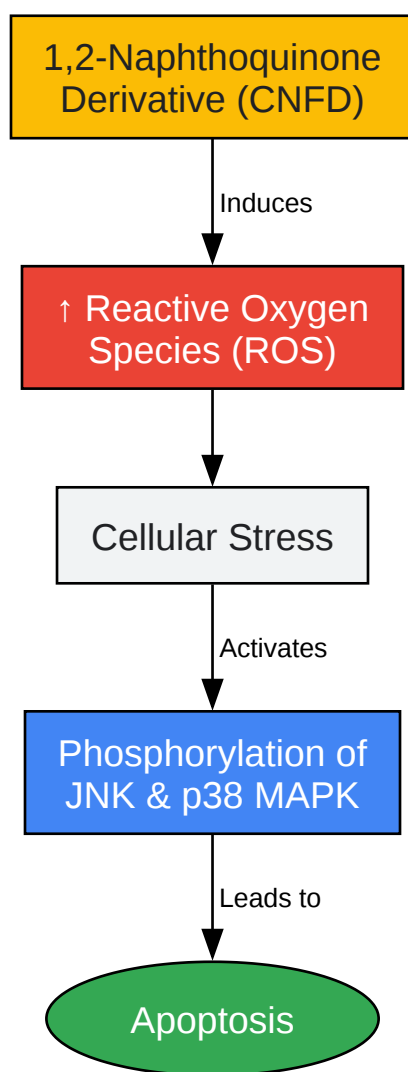 1,2-Naphthoquinone
Derivative (CNFD)
Induces
↑ Reactive Oxygen
Species (ROS)
Cellular Stress
Activates
Phosphorylation of
JNK & p38 MAPK
Leads to
Apoptosis